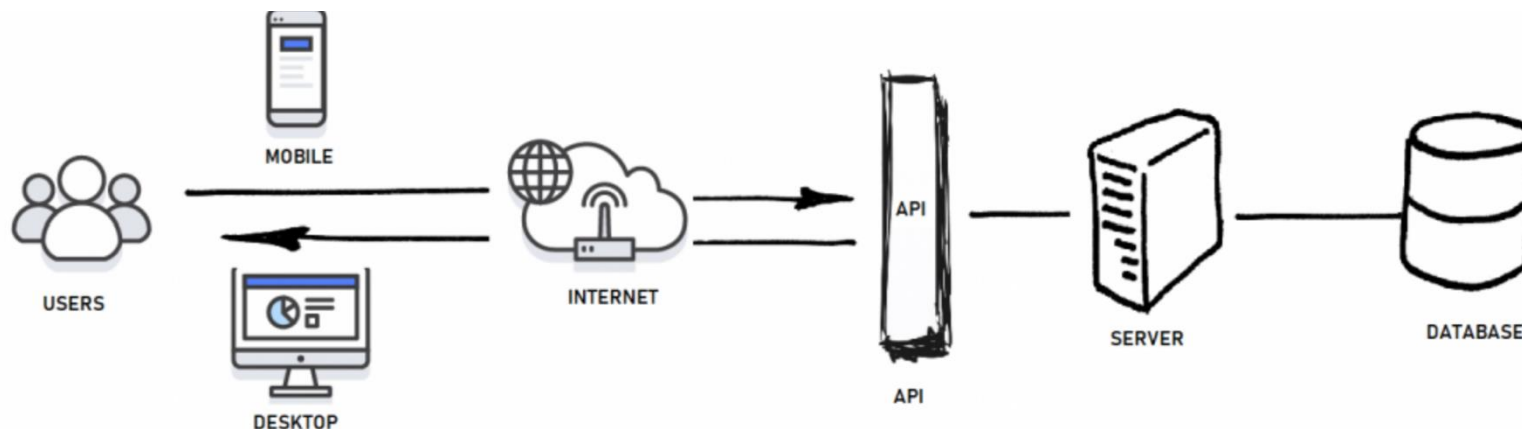 MOBILE
USERS
DESKTOP
INTERNET
API
API
SERVER
DATABASE